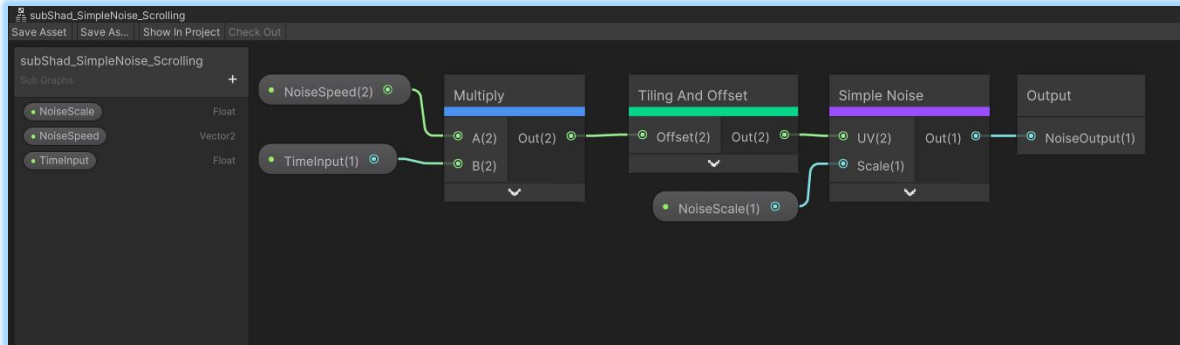 subShad_SimpleNoise_Scrolling
Save Asset Save As... Show In Project Check Out
subShad_SimpleNoise_Scrolling
Sub Graphs
+
NoiseScale Float
NoiseSpeed Vector2
TimeInput Float
NoiseSpeed(2)
TimeInput(1)
Multiply
A(2) Out(2)
B(2)
Tiling And Offset
Offset(2) Out(2)
NoiseScale(1)
Simple Noise
UV(2) Out(1)
Scale(1)
Output
NoiseOutput(1)